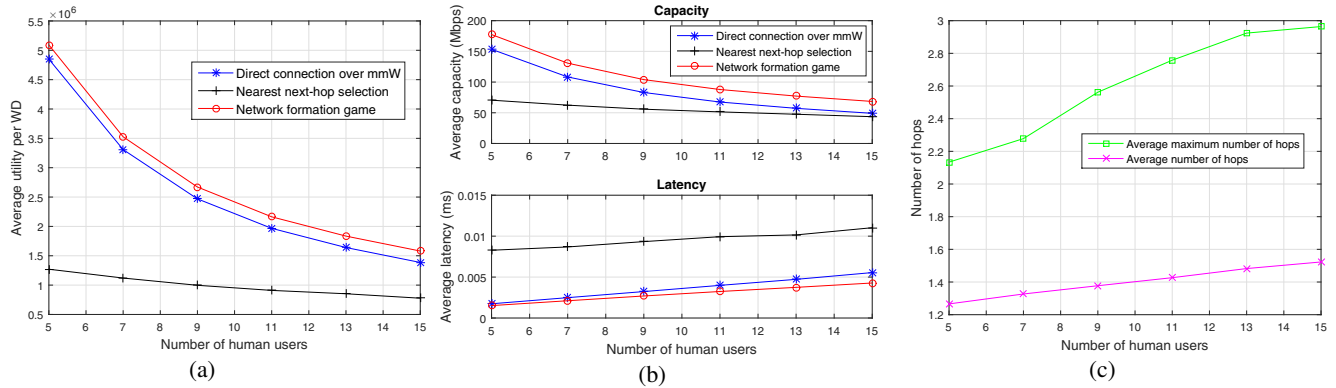 ×10⁶
5.5
5
4.5
4
3.5
3
2.5
2
1.5
1
0.5
Average utility per WD
Direct connection over mmW
Nearest next-hop selection
Network formation game
5 6 7 8 9 10 11 12 13 14 15
Number of human users
(a)
Capacity
200
150
100
50
0
Average capacity (Mbps)
Direct connection over mmW
Nearest next-hop selection
Network formation game
5 6 7 8 9 10 11 12 13 14 15
Latency
0.015
0.01
0.005
0
Average latency (ms)
5 6 7 8 9 10 11 12 13 14 15
Number of human users
(b)
3
2.8
2.6
2.4
2.2
2
1.8
1.6
1.4
1.2
Number of hops
Average maximum number of hops
Average number of hops
5 6 7 8 9 10 11 12 13 14 15
Number of human users
(c)